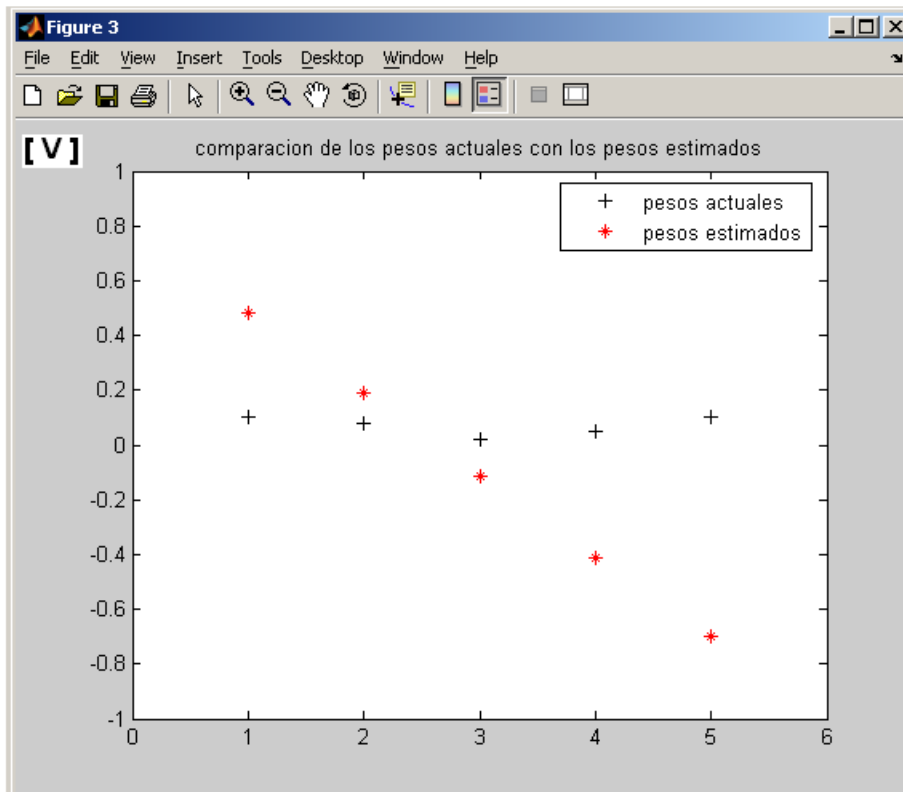 Figure 3
File Edit View Insert Tools Desktop Window Help
[ V ]
comparacion de los pesos actuales con los pesos estimados
pesos actuales
pesos estimados
1
0.8
0.6
0.4
0.2
0
-0.2
-0.4
-0.6
-0.8
-1
0 1 2 3 4 5 6